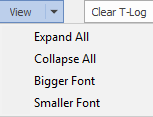 View
Clear T-Log
Expand All
Collapse All
Bigger Font
Smaller Font